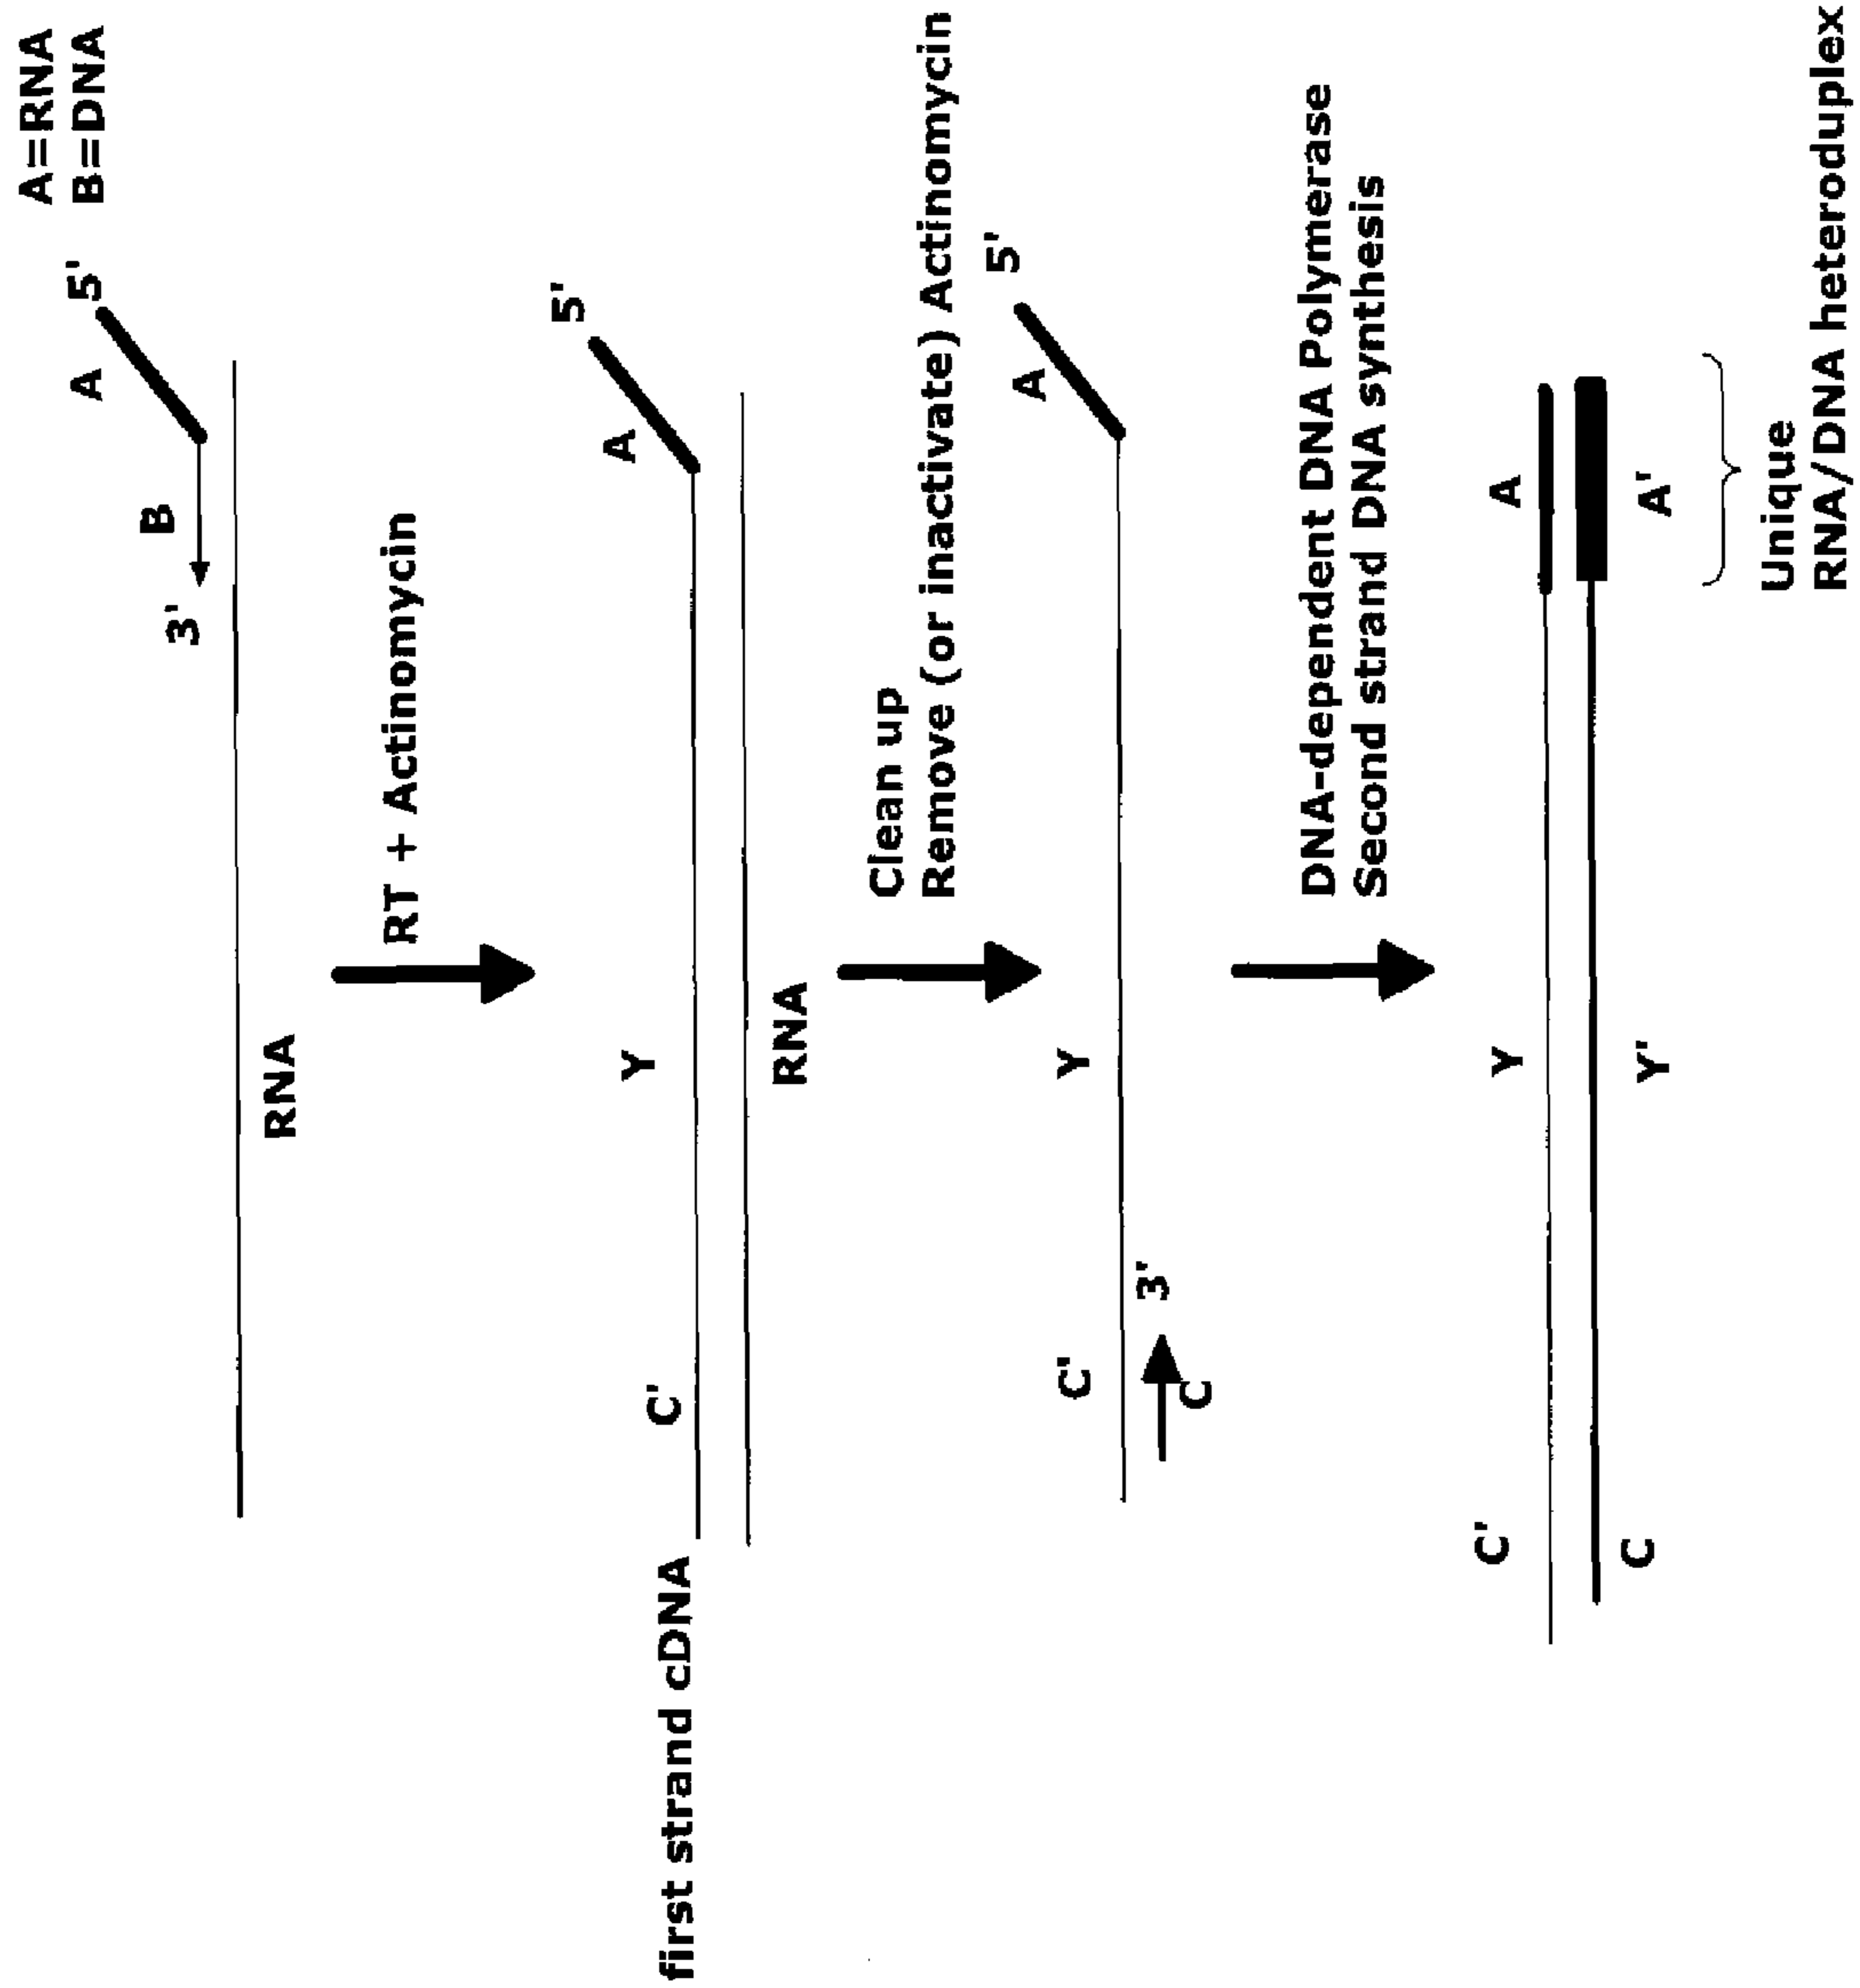 A=RNA
B=DNA
5'
A
B
3'
RNA
RT + Actinomycin
5'
A
Y
C'
first strand cDNA
RNA
Clean up
Remove (or inactivate) Actinomycin
5'
A
Y
C'
3'
C
DNA-dependent DNA Polymerase
Second strand DNA synthesis
C'
Y
A
C
Y'
A'
Unique
RNA/DNA heteroduplex